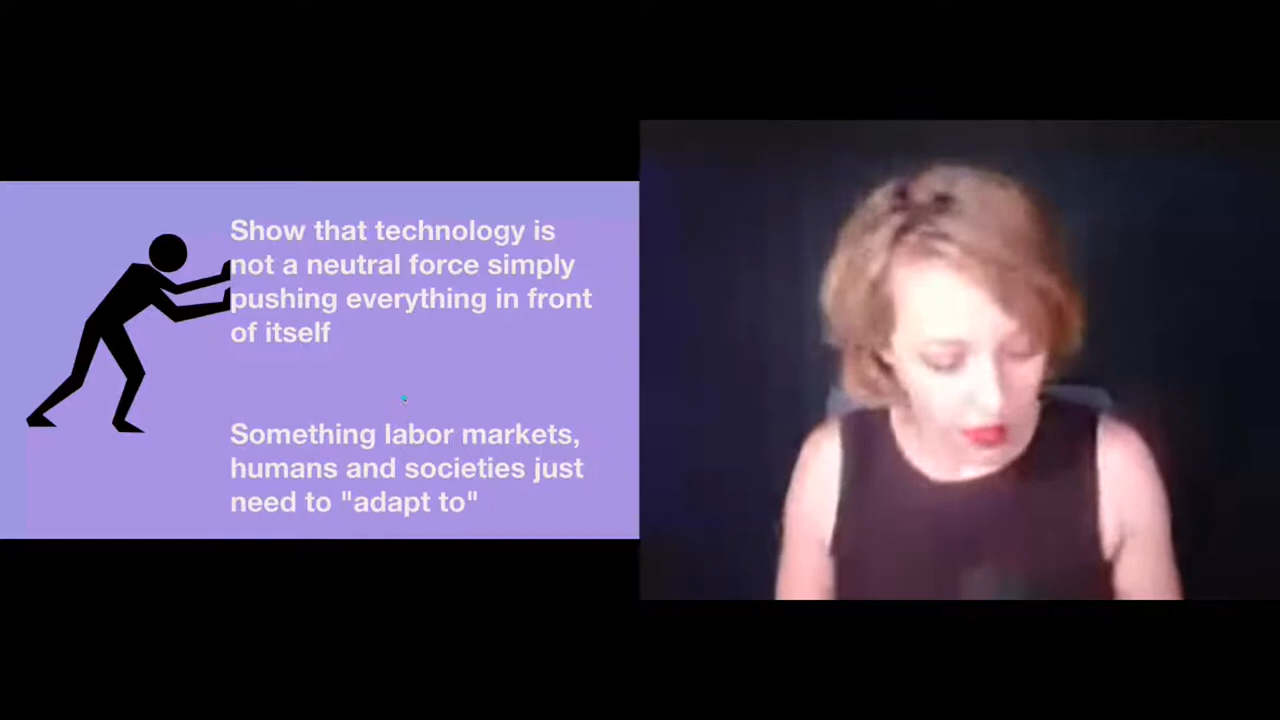 Show that technology is
not a neutral force simply
pushing everything in front
of itself
Something labor markets,
humans and societies just
need to "adapt to"